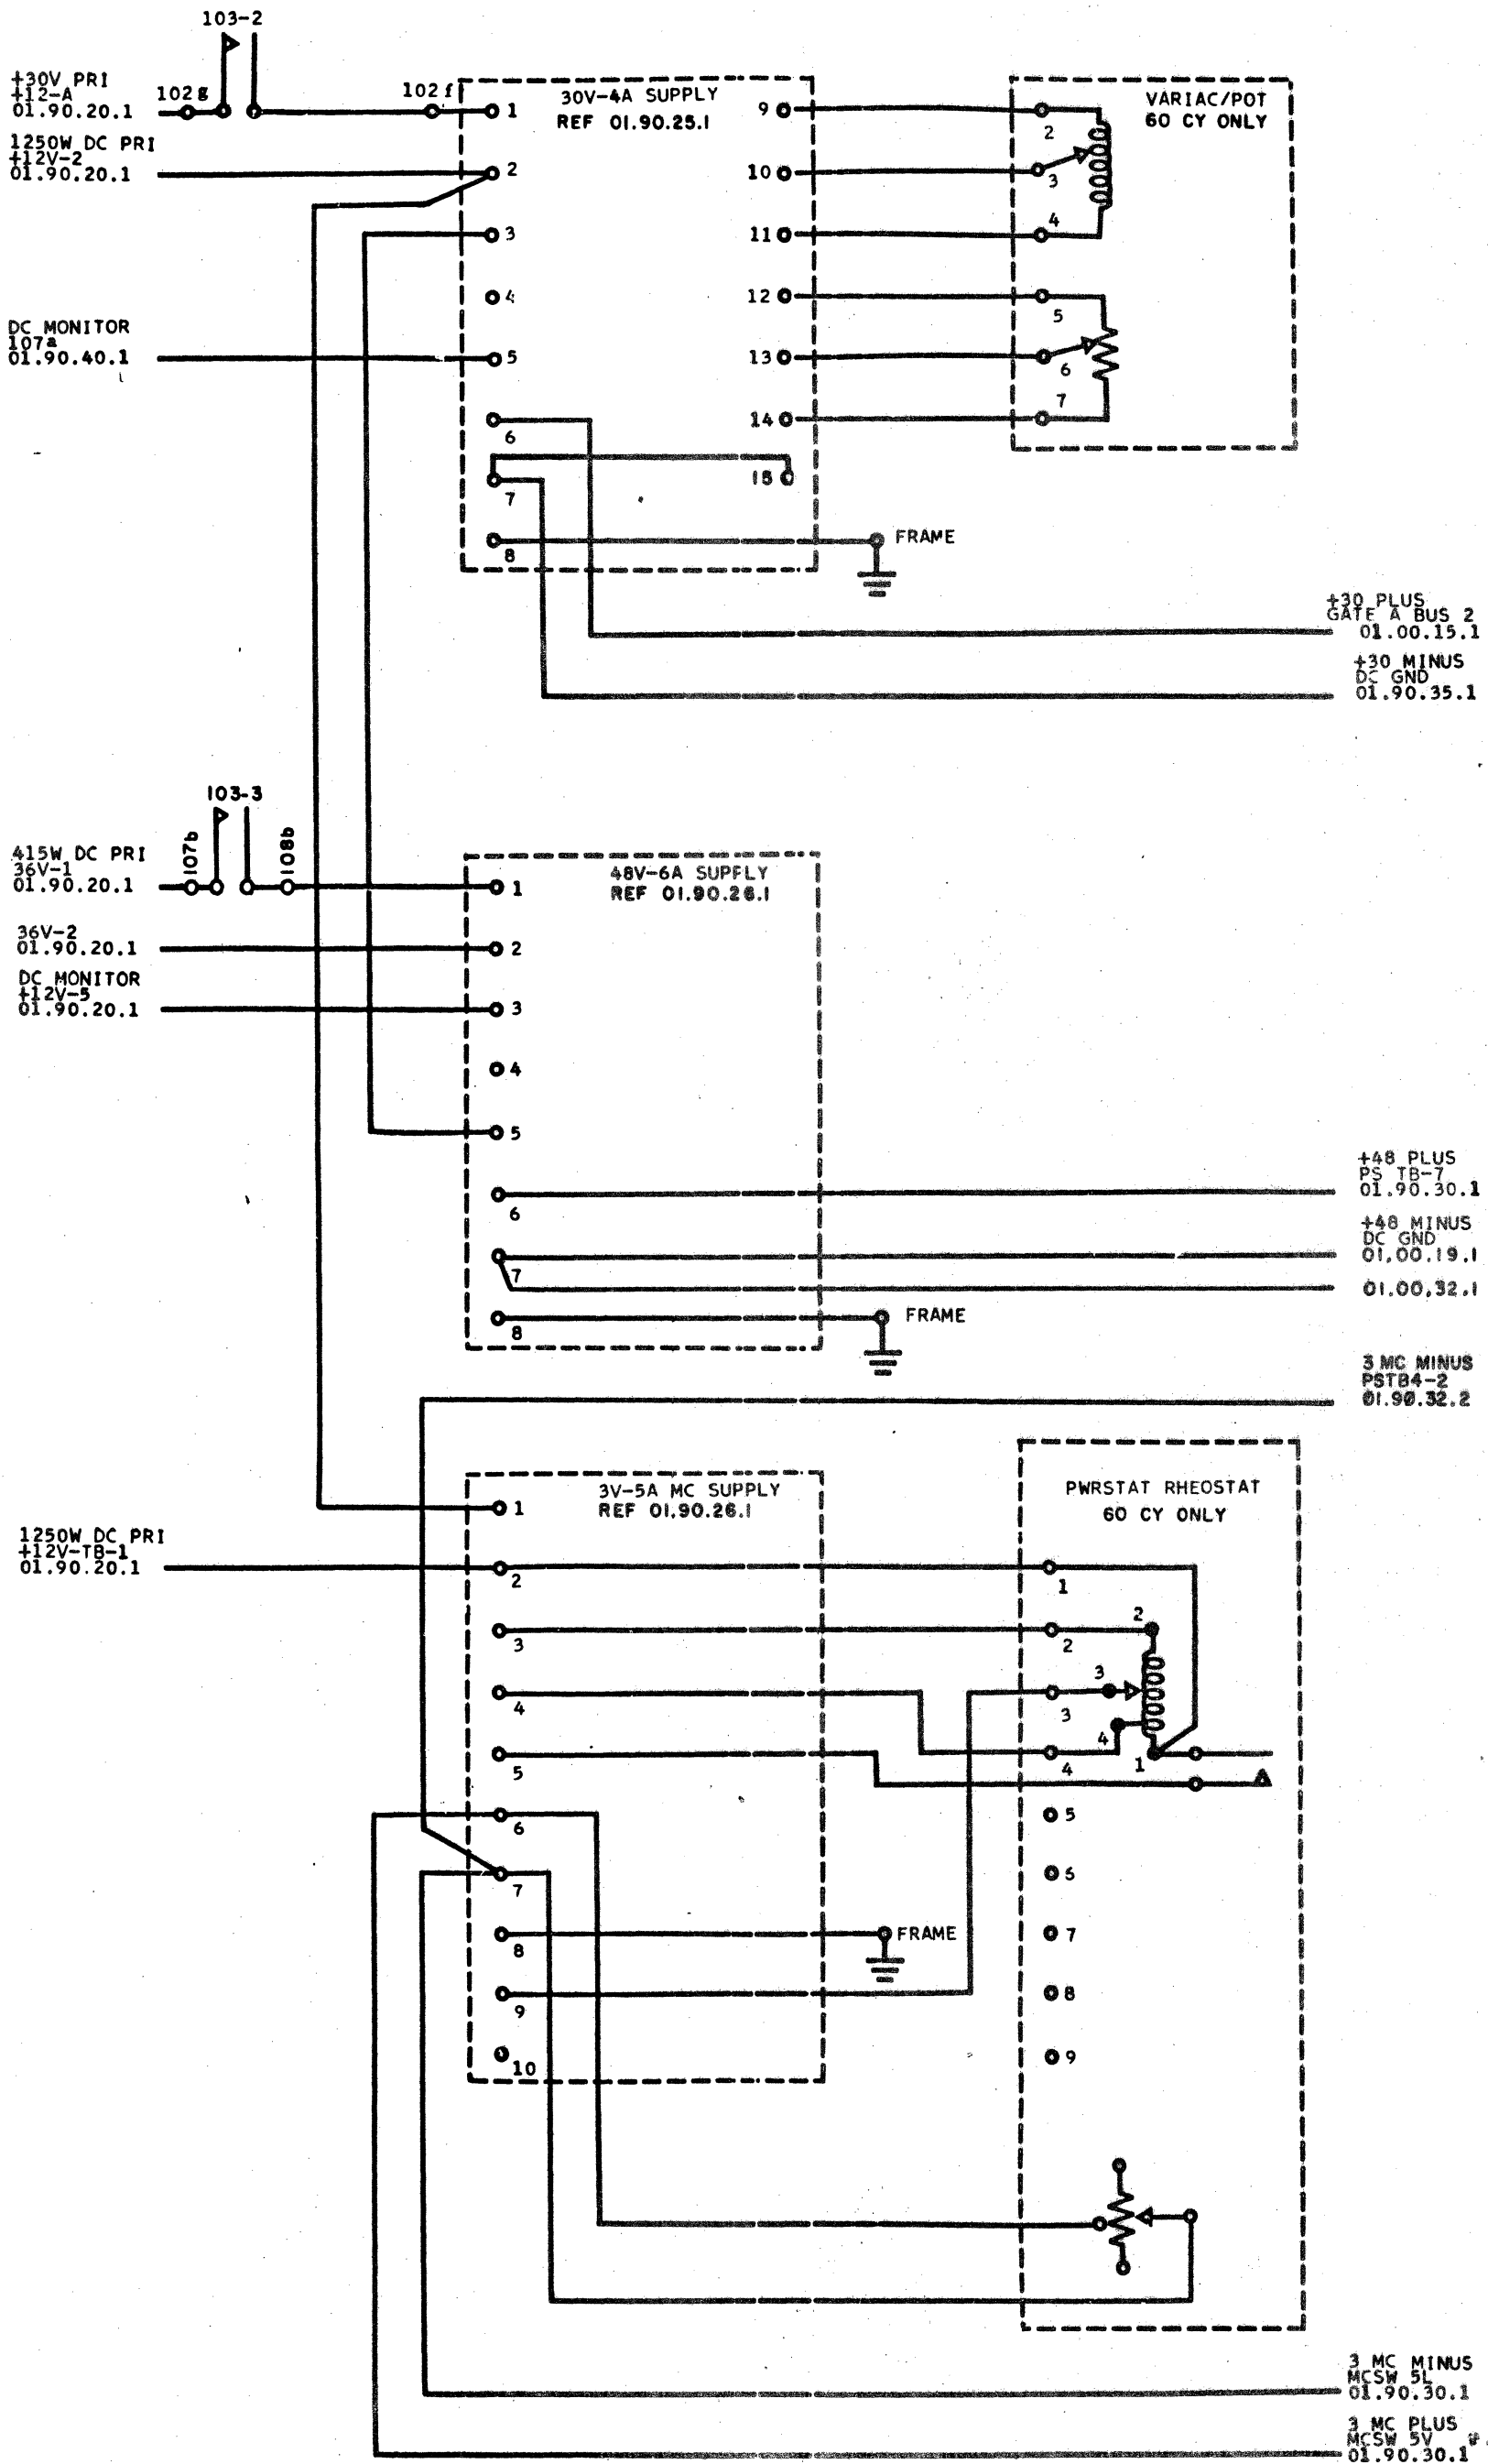 103-2
+30V PRI
+12-A
01.90.20.1
102g
102f
1250W DC PRI
+12V-2
01.90.20.1
DC MONITOR
107a
01.90.40.1
30V-4A SUPPLY
REF 01.90.25.1
1
2
3
4
5
6
7
8
9
10
11
12
13
14
15
VARIAC/POT
60 CY ONLY
2
3
4
5
6
7
FRAME
+30 PLUS
GATE A BUS 2
01.00.15.1
+30 MINUS
DC GND
01.90.35.1
103-3
415W DC PRI
36V-1
01.90.20.1
107b
108b
36V-2
01.90.20.1
DC MONITOR
+12V-5
01.90.20.1
48V-6A SUPPLY
REF 01.90.26.1
1
2
3
4
5
6
7
8
FRAME
+48 PLUS
PS TB-7
01.90.30.1
+48 MINUS
DC GND
01.00.19.1
01.00.32.1
3 MC MINUS
PSTB4-2
01.90.32.2
1250W DC PRI
+12V-TB-1
01.90.20.1
3V-5A MC SUPPLY
REF 01.90.26.1
1
2
3
4
5
6
7
8
9
10
FRAME
PWRSTAT RHEOSTAT
60 CY ONLY
1
2
3
4
5
6
7
8
9
2
3
4
1
3 MC MINUS
MCSW 5L
01.90.30.1
3 MC PLUS
MCSW 5V
01.90.30.1